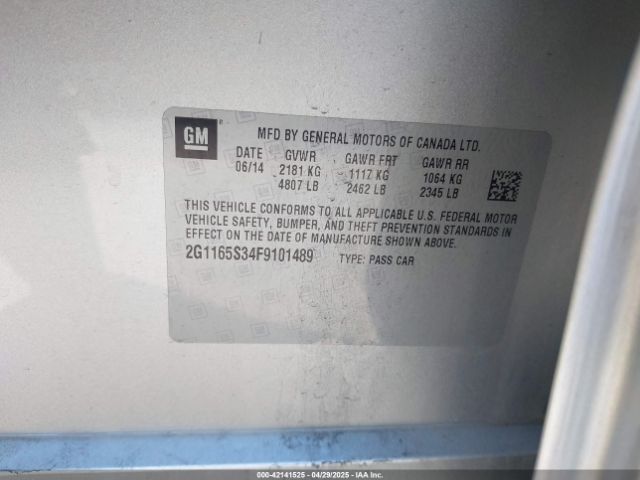 GM ®
MFD BY GENERAL MOTORS OF CANADA LTD.
DATE GVWR GAWR FRT GAWR RR
06/14 2181 KG 1117 KG 1064 KG
4807 LB 2462 LB 2345 LB
THIS VEHICLE CONFORMS TO ALL APPLICABLE U.S. FEDERAL MOTOR
VEHICLE SAFETY, BUMPER, AND THEFT PREVENTION STANDARDS IN
EFFECT ON THE DATE OF MANUFACTURE SHOWN ABOVE.
2G1165S34F9101489 TYPE: PASS CAR
000-42141525 - 04/29/2025 - IAAI.COM